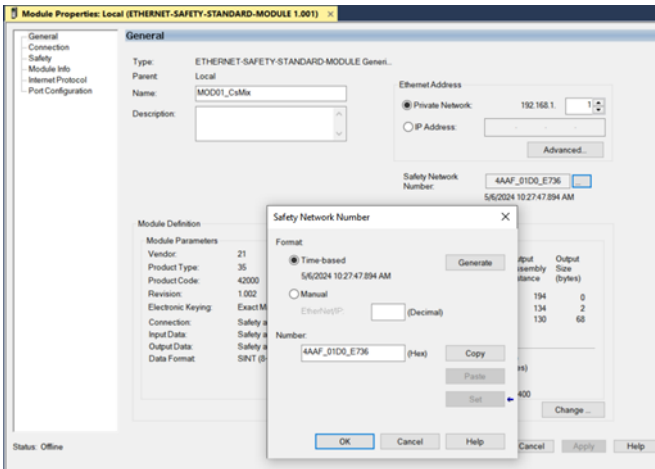 Module Properties: Local (ETHERNET-SAFETY-STANDARD-MODULE 1.001) ×
General
Connection
Safety
Module Info
Internet Protocol
Port Configuration
General
Type: ETHERNET-SAFETY-STANDARD-MODULE Generi...
Parent: Local
Name: MOD01_CsMix
Description:
Ethernet Address
Private Network: 192.168.1. 1
IP Address:
Advanced...
Safety Network Number: 4AAF_01D0_E736 ...
5/6/2024 10:27:47.894 AM
Module Definition
Module Parameters
Vendor: 21
Product Type: 35
Product Code: 42000
Revision: 1.002
Electronic Keying: Exact M
Connection: Safety a
Input Data: Safety a
Output Data: Safety a
Data Format: SINT (8-
Safety Network Number ×
Format:
Time-based
5/6/2024 10:27:47.894 AM
Generate
Manual
EtherNet/IP: (Decimal)
Number:
4AAF_01D0_E736 (Hex)
Copy
Paste
Set
OK Cancel Help
Output
Size
(bytes)
194 0
134 2
130 68
400
Change ...
Status: Offline
Cancel Apply Help